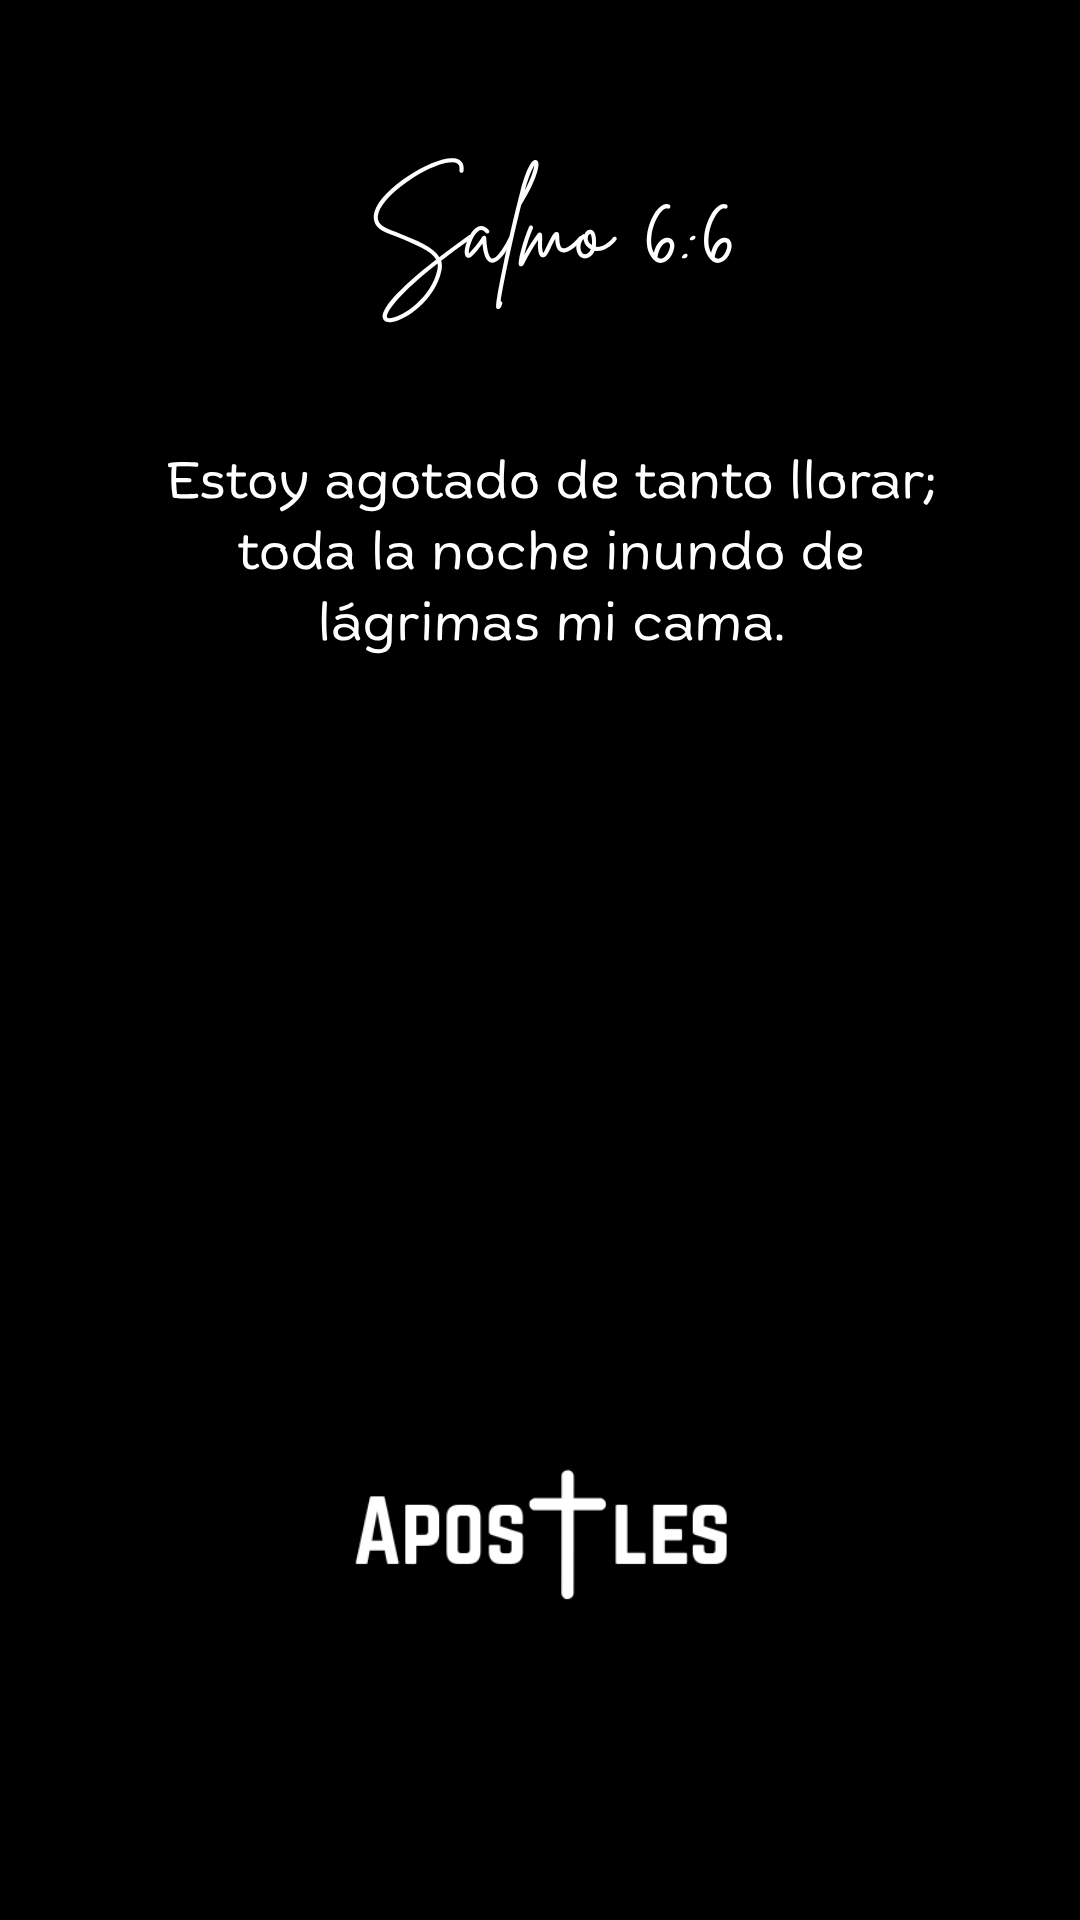 Salmo 6:6
Estoy agotado de tanto llorar;
toda la noche inundo de
lágrimas mi cama.
APOSTLES